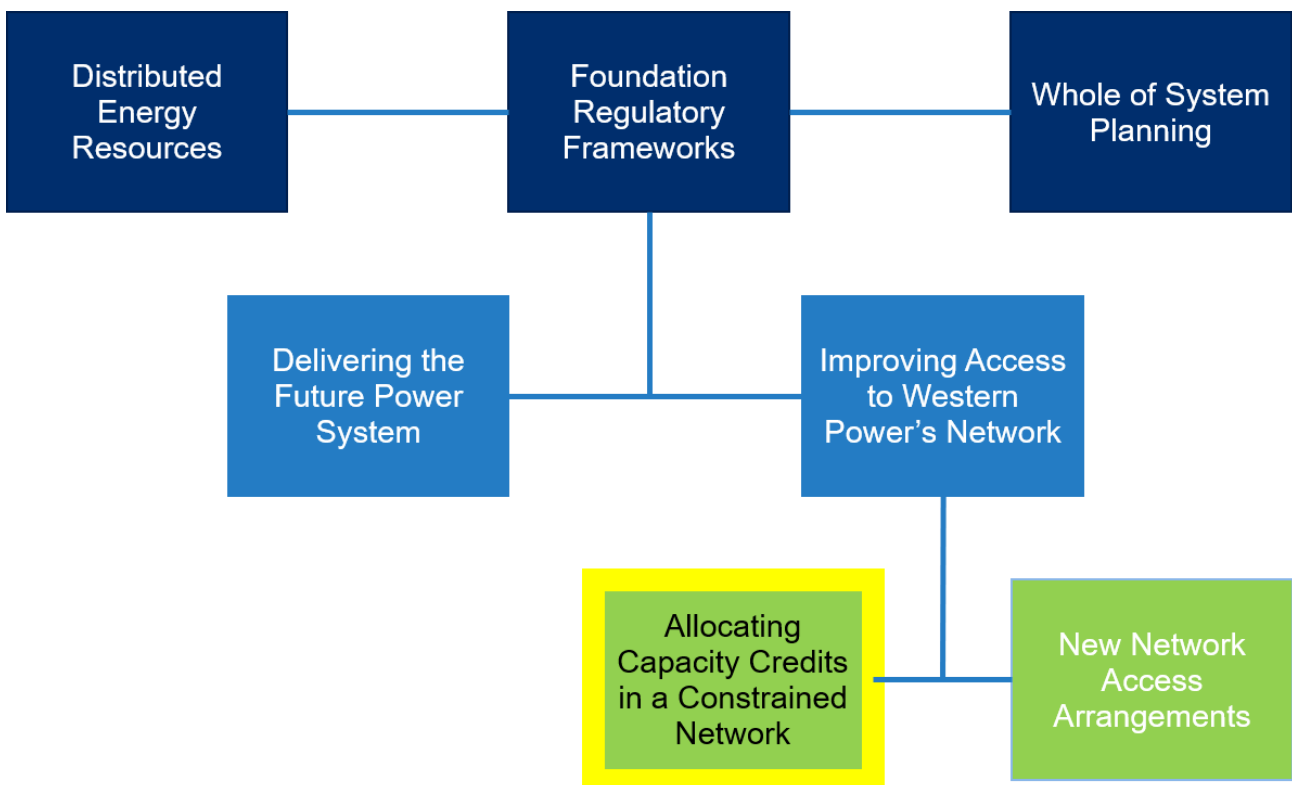 Distributed
Energy
Resources
Foundation
Regulatory
Frameworks
Whole of System
Planning
Delivering the
Future Power
System
Improving Access
to Western
Power's Network
Allocating
Capacity Credits
in a Constrained
Network
New Network
Access
Arrangements